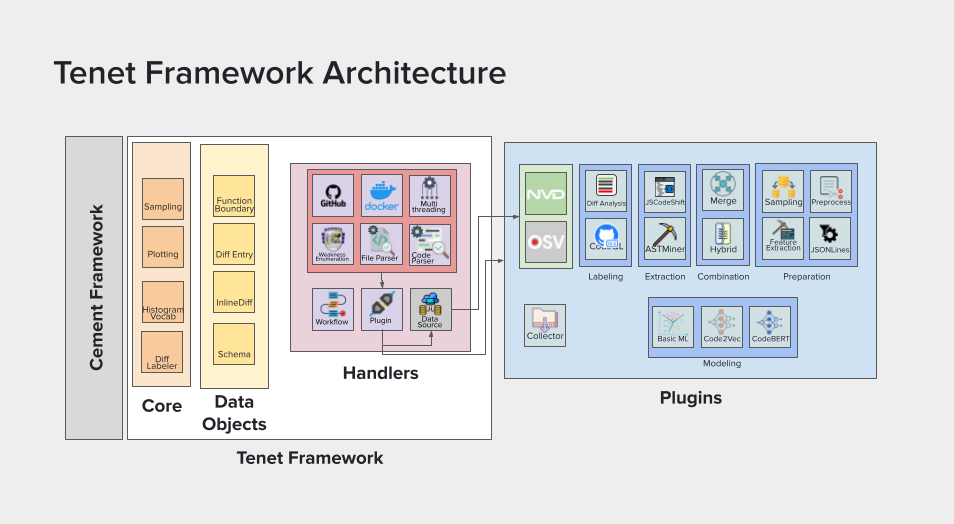 Tenet Framework Architecture
Cement Framework
Sampling
Plotting
Histogram
Vocab
Diff
Labeler
Core
Function
Boundary
Diff Entry
InlineDiff
Schema
Data
Objects
GitHub
docker
Multi
threading
Weakness
Enumeration
File Parser
Code
Parser
Workflow
Plugin
Data
Source
Handlers
Tenet Framework
NVD
OSV
Diff Analysis
CodeQL
Labeling
JSCodeShift
ASTMiner
Extraction
Merge
Hybrid
Combination
Sampling
Preprocess
Feature
Extraction
JSONLines
Preparation
Collector
Basic ML
Code2Vec
CodeBERT
Modeling
Plugins